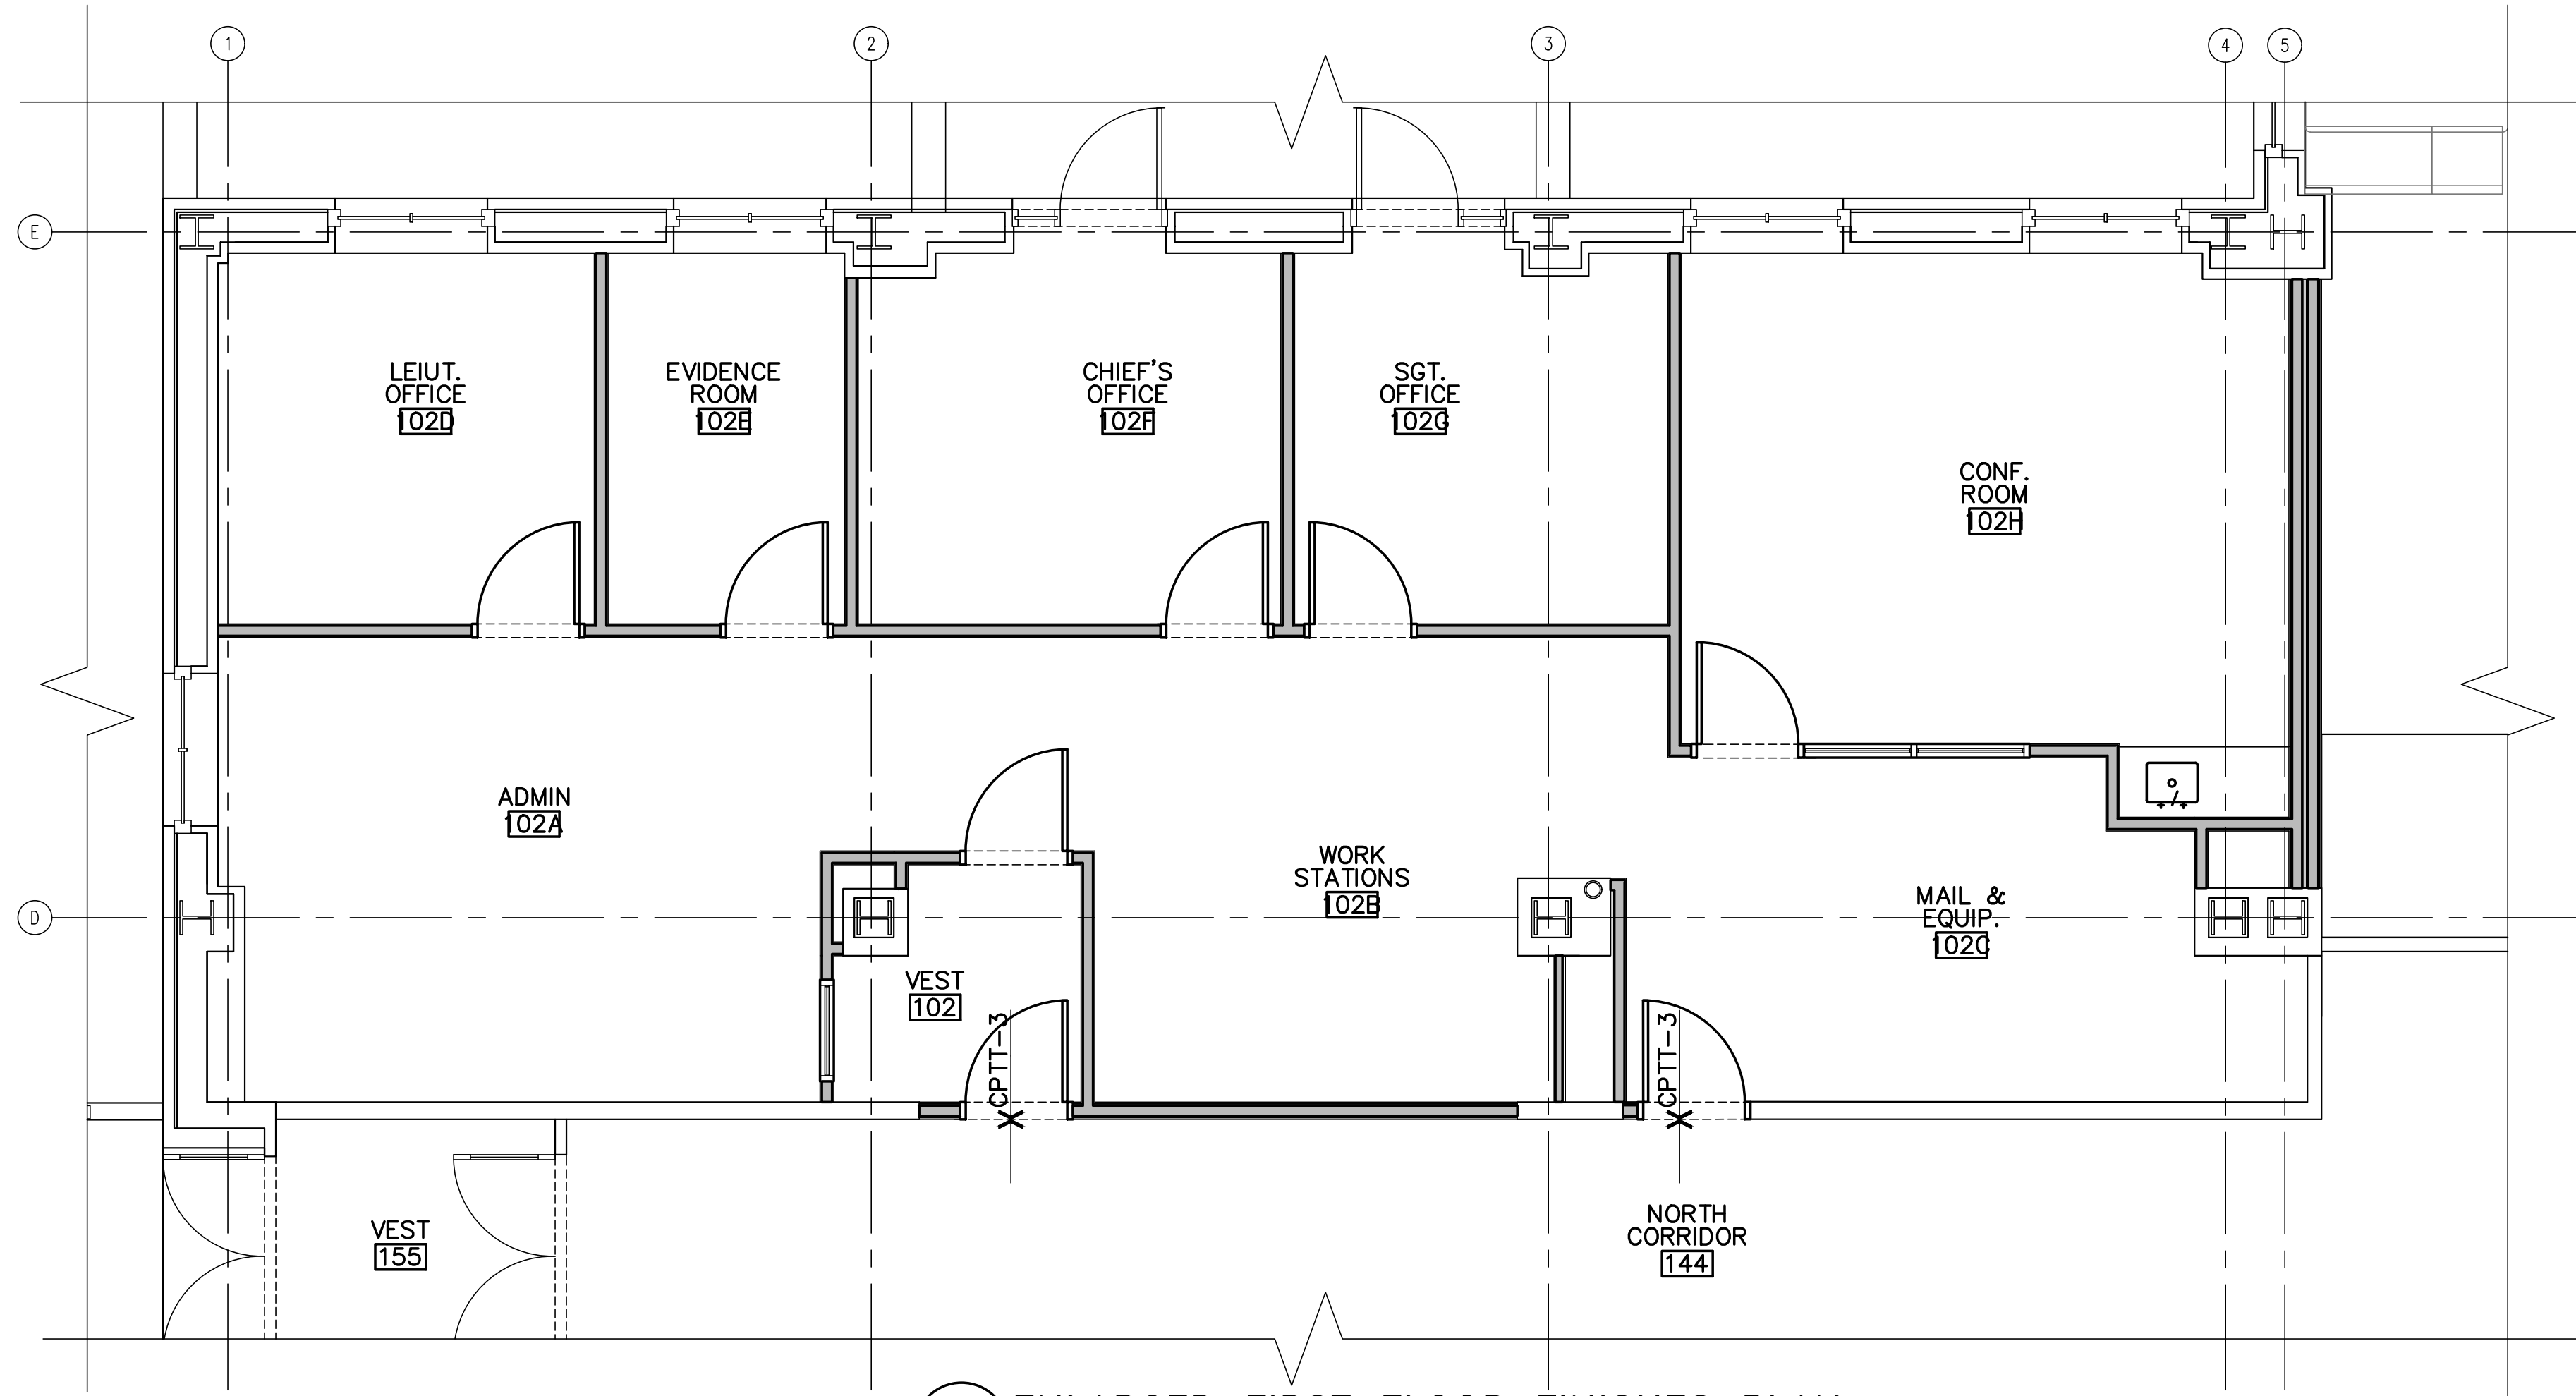 1
2
3
4
5
E
LEIUT.
OFFICE
102D
EVIDENCE
ROOM
102E
CHIEF'S
OFFICE
102F
SGT.
OFFICE
102G
CONF.
ROOM
102H
ADMIN
102A
WORK
STATIONS
102B
MAIL &
EQUIP.
102C
D
VEST
102
CPTT-3
CPTT-3
VEST
155
NORTH
CORRIDOR
144